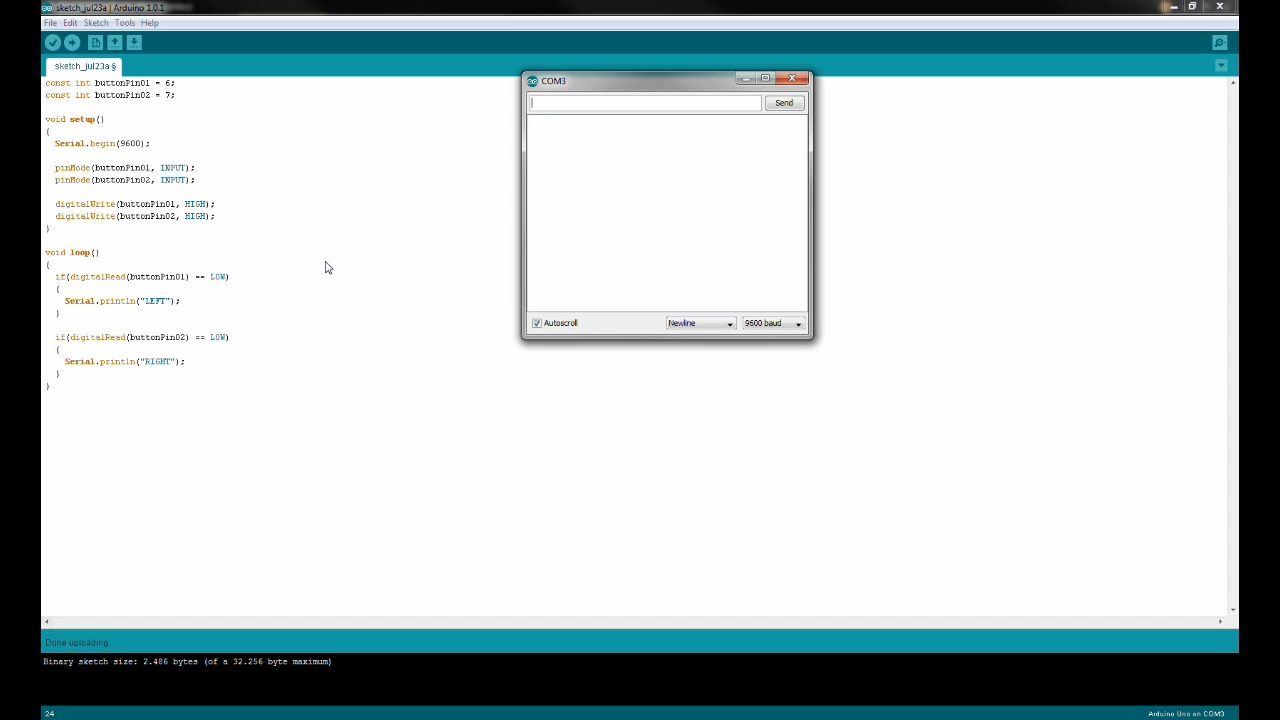 sketch_jul23a | Arduino 1.0.1
File Edit Sketch Tools Help
sketch_jul23a §
const int buttonPin01 = 6;
const int buttonPin02 = 7;
void setup()
{
Serial.begin(9600);
pinMode(buttonPin01, INPUT);
pinMode(buttonPin02, INPUT);
digitalWrite(buttonPin01, HIGH);
digitalWrite(buttonPin02, HIGH);
}
void loop()
{
if(digitalRead(buttonPin01) == LOW)
{
Serial.println("LEFT");
}
if(digitalRead(buttonPin02) == LOW)
{
Serial.println("RIGHT");
}
}
COM3
Send
Autoscroll
Newline
9600 baud
Done uploading.
Binary sketch size: 2.486 bytes (of a 32.256 byte maximum)
24
Arduino Uno on COM3